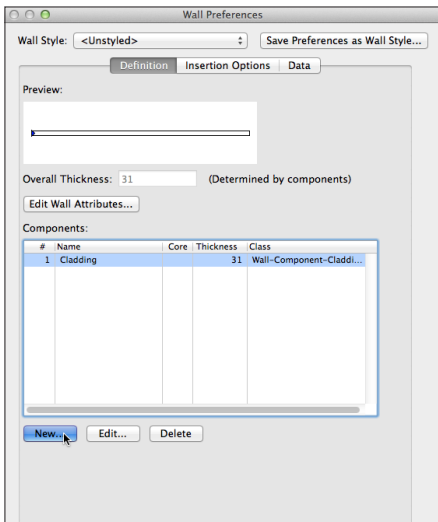 Wall Preferences
Wall Style: <Unstyled> Save Preferences as Wall Style...
Definition Insertion Options Data
Preview:
Overall Thickness: 31 (Determined by components)
Edit Wall Attributes...
Components:
# Name Core Thickness Class
1 Cladding 31 Wall-Component-Claddi...
New... Edit... Delete